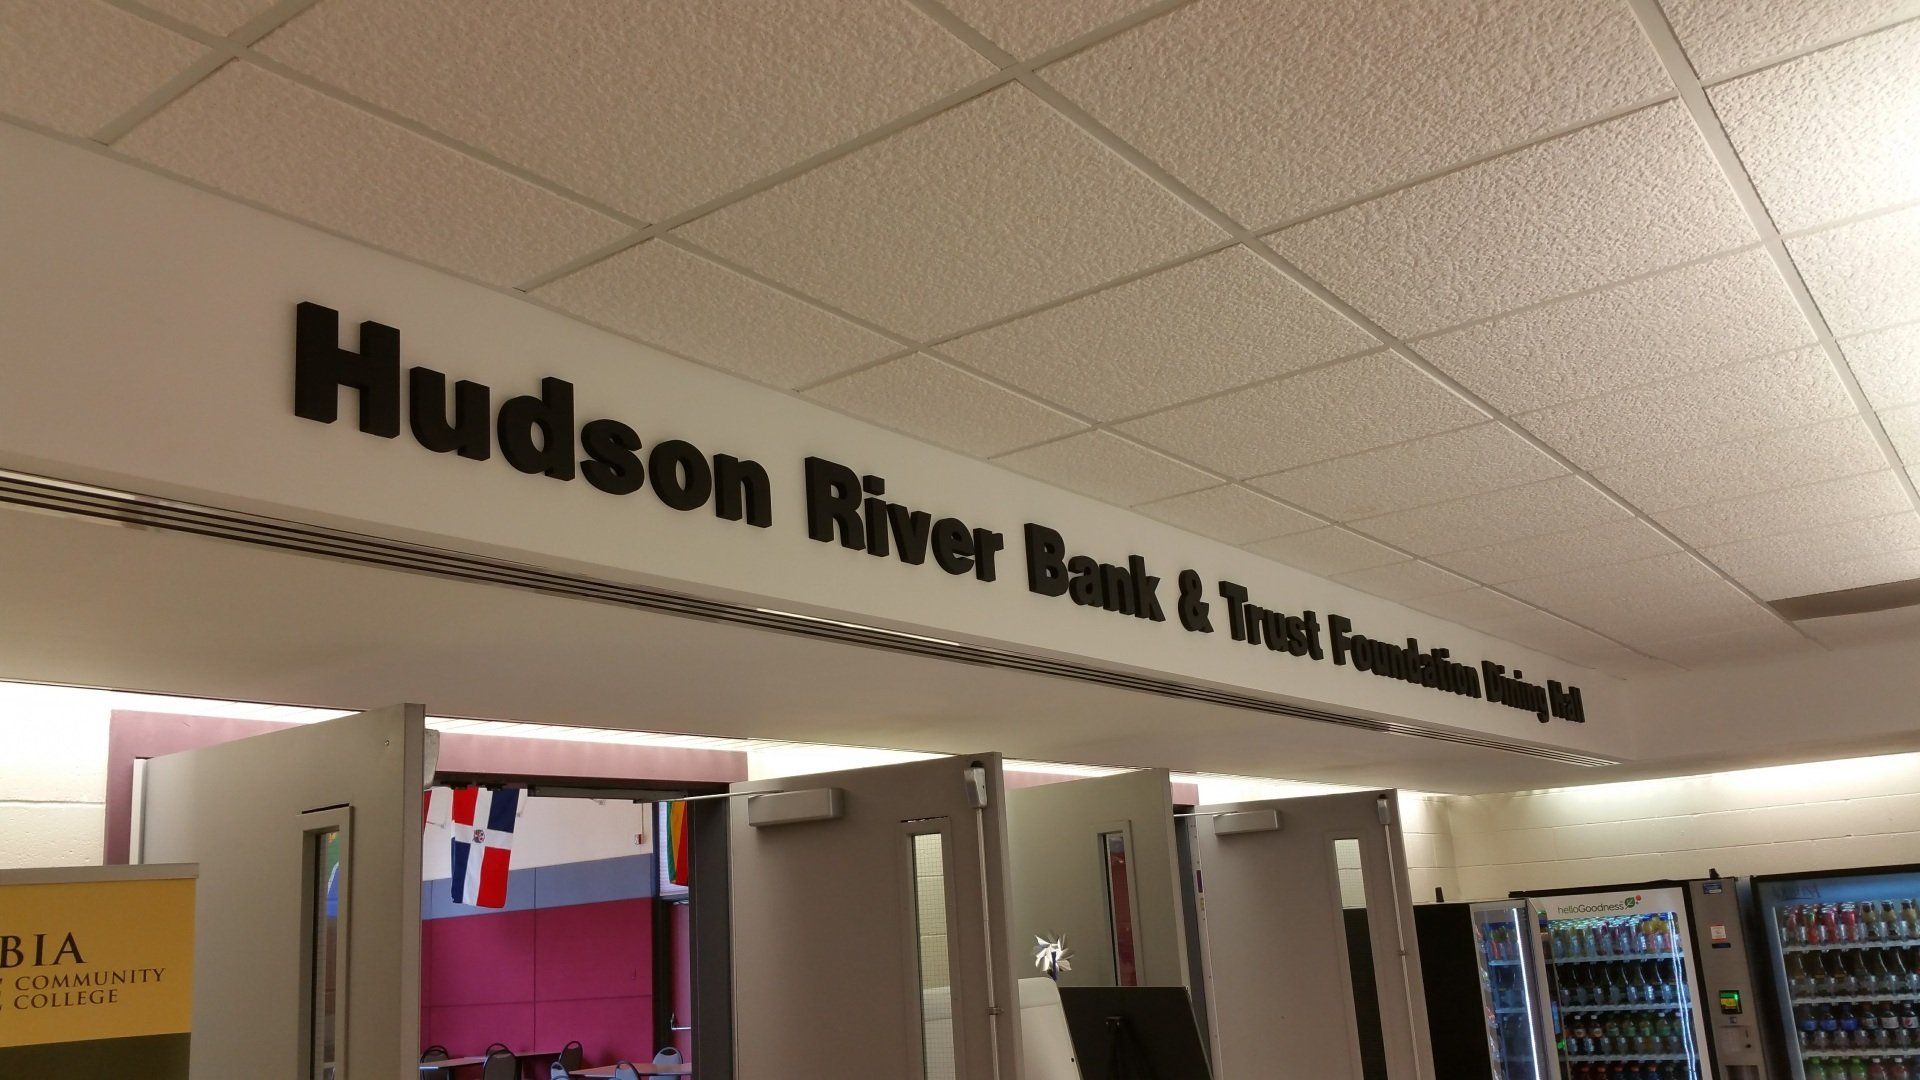 Hudson River Bank & Trust Foundation Dining Hall
BIA
COMMUNITY
COLLEGE
helloGoodness